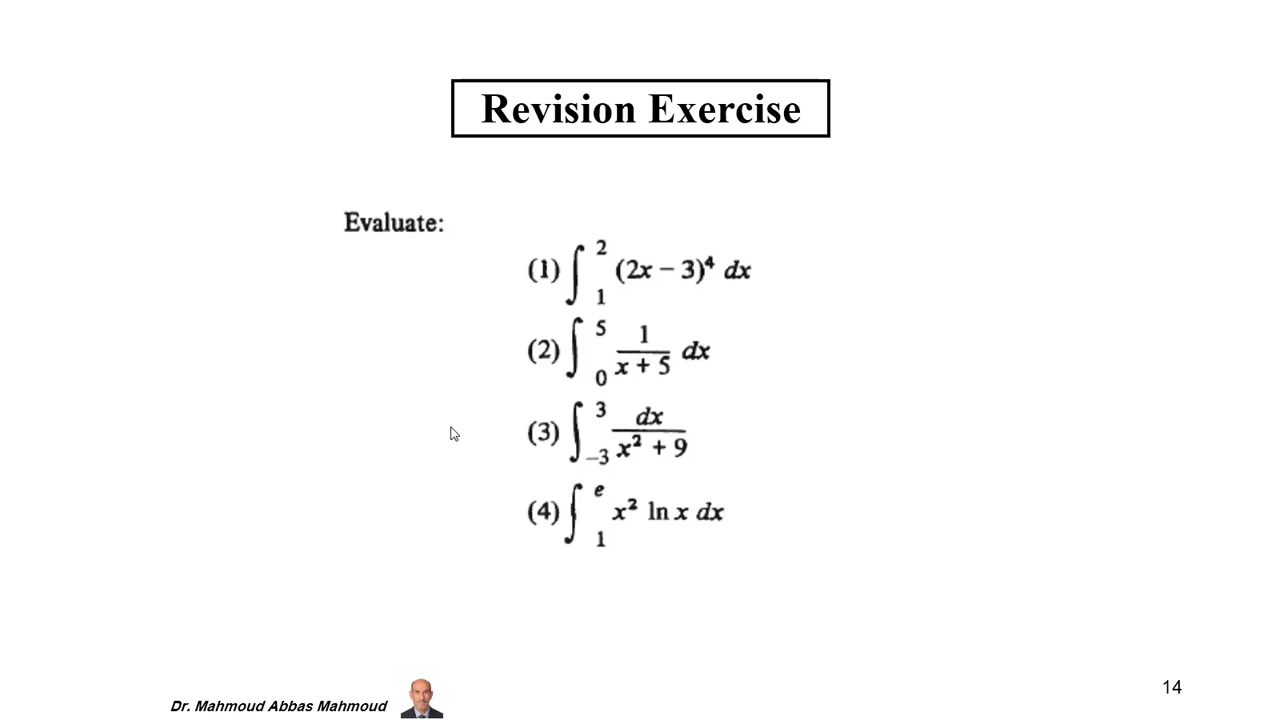 Revision Exercise
Evaluate:
(1) ∫₁² (2x − 3)⁴ dx
(2) ∫₀⁵ 1/(x + 5) dx
(3) ∫₋₃³ dx/(x² + 9)
(4) ∫₁ᵉ x² ln x dx
Dr. Mahmoud Abbas Mahmoud
14